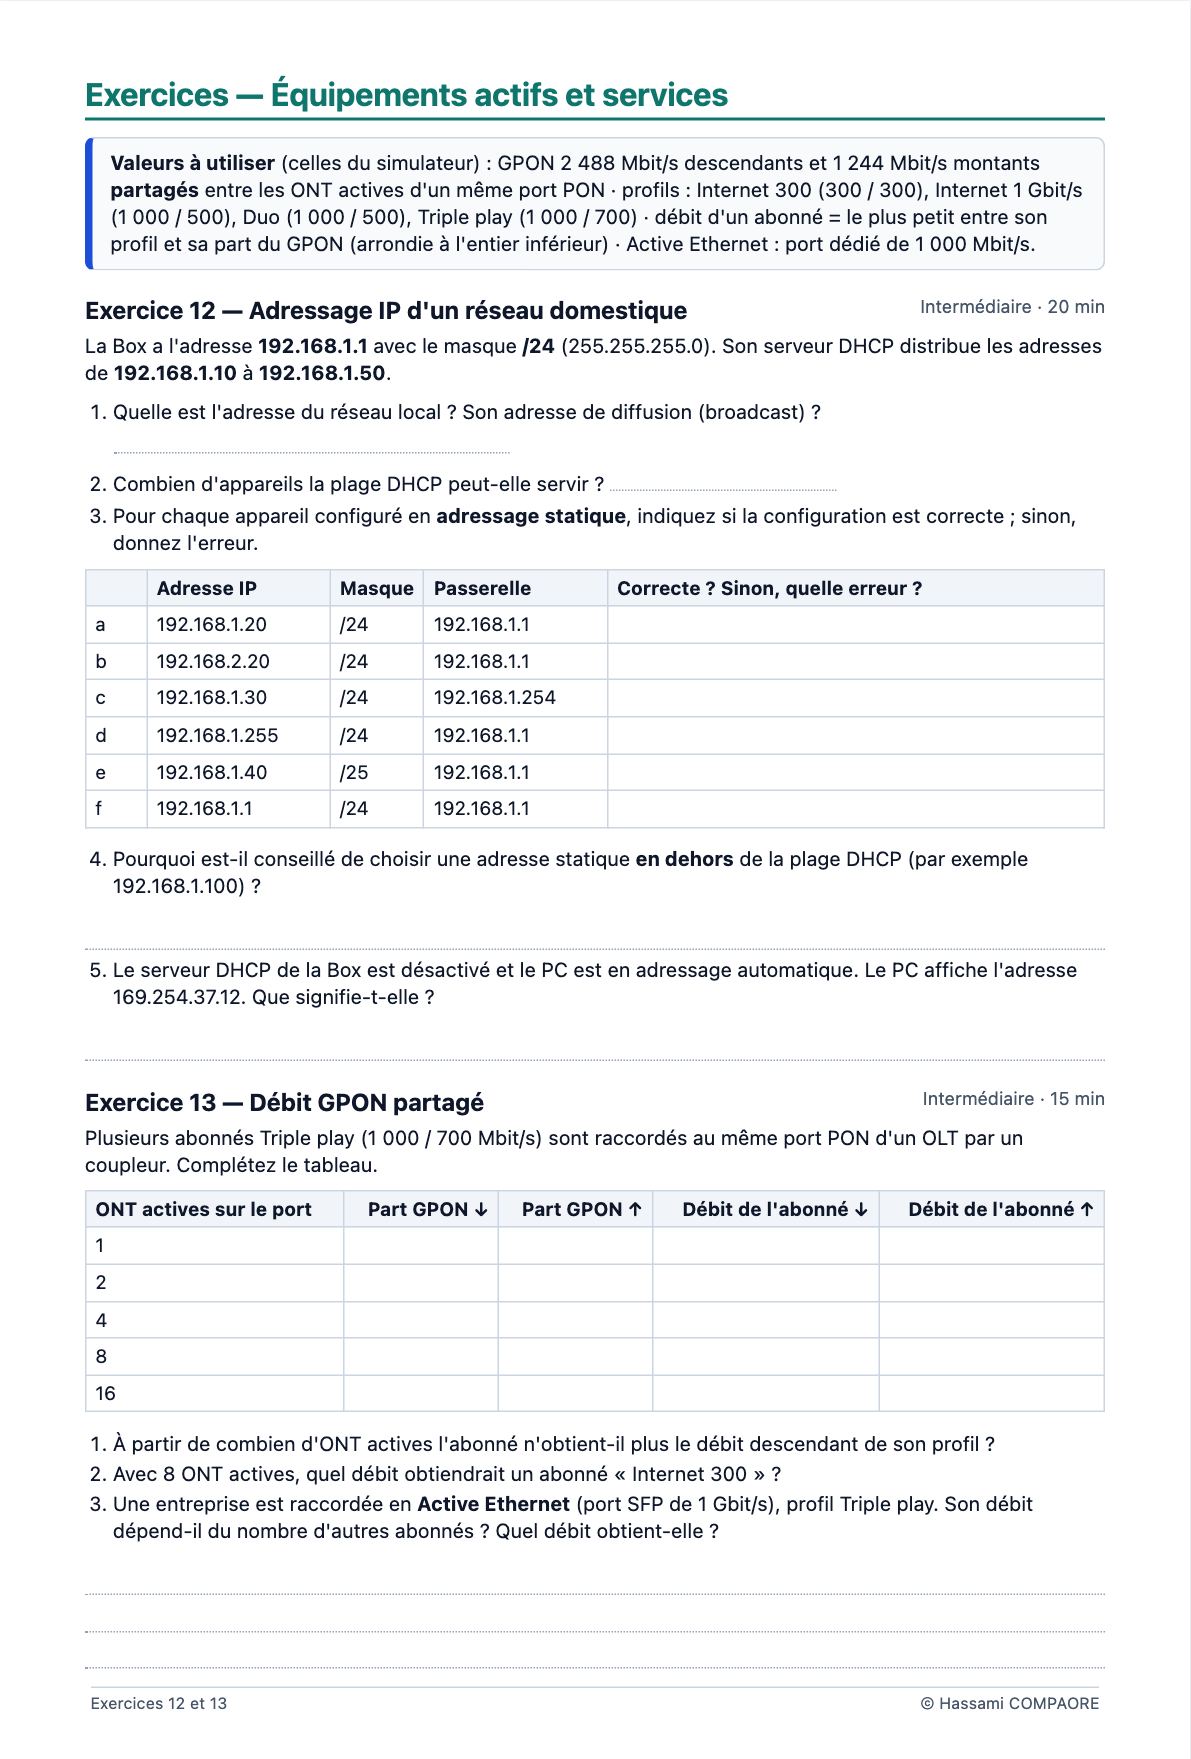 Exercices — Équipements actifs et services
Valeurs à utiliser (celles du simulateur) : GPON 2 488 Mbit/s descendants et 1 244 Mbit/s montants
partagés entre les ONT actives d'un même port PON · profils : Internet 300 (300 / 300), Internet 1 Gbit/s
(1 000 / 500), Duo (1 000 / 500), Triple play (1 000 / 700) · débit d'un abonné = le plus petit entre son
profil et sa part du GPON (arrondie à l'entier inférieur) · Active Ethernet : port dédié de 1 000 Mbit/s.
Exercice 12 — Adressage IP d'un réseau domestique Intermédiaire · 20 min
La Box a l'adresse 192.168.1.1 avec le masque /24 (255.255.255.0). Son serveur DHCP distribue les adresses
de 192.168.1.10 à 192.168.1.50.
1. Quelle est l'adresse du réseau local ? Son adresse de diffusion (broadcast) ?
2. Combien d'appareils la plage DHCP peut-elle servir ?
3. Pour chaque appareil configuré en adressage statique, indiquez si la configuration est correcte ; sinon,
donnez l'erreur.
Adresse IP Masque Passerelle Correcte ? Sinon, quelle erreur ?
a 192.168.1.20 /24 192.168.1.1
b 192.168.2.20 /24 192.168.1.1
c 192.168.1.30 /24 192.168.1.254
d 192.168.1.255 /24 192.168.1.1
e 192.168.1.40 /25 192.168.1.1
f 192.168.1.1 /24 192.168.1.1
4. Pourquoi est-il conseillé de choisir une adresse statique en dehors de la plage DHCP (par exemple
192.168.1.100) ?
5. Le serveur DHCP de la Box est désactivé et le PC est en adressage automatique. Le PC affiche l'adresse
169.254.37.12. Que signifie-t-elle ?
Exercice 13 — Débit GPON partagé Intermédiaire · 15 min
Plusieurs abonnés Triple play (1 000 / 700 Mbit/s) sont raccordés au même port PON d'un OLT par un
coupleur. Complétez le tableau.
ONT actives sur le port Part GPON ↓ Part GPON ↑ Débit de l'abonné ↓ Débit de l'abonné ↑
1
2
4
8
16
1. À partir de combien d'ONT actives l'abonné n'obtient-il plus le débit descendant de son profil ?
2. Avec 8 ONT actives, quel débit obtiendrait un abonné « Internet 300 » ?
3. Une entreprise est raccordée en Active Ethernet (port SFP de 1 Gbit/s), profil Triple play. Son débit
dépend-il du nombre d'autres abonnés ? Quel débit obtient-elle ?
Exercices 12 et 13 © Hassami COMPAORE